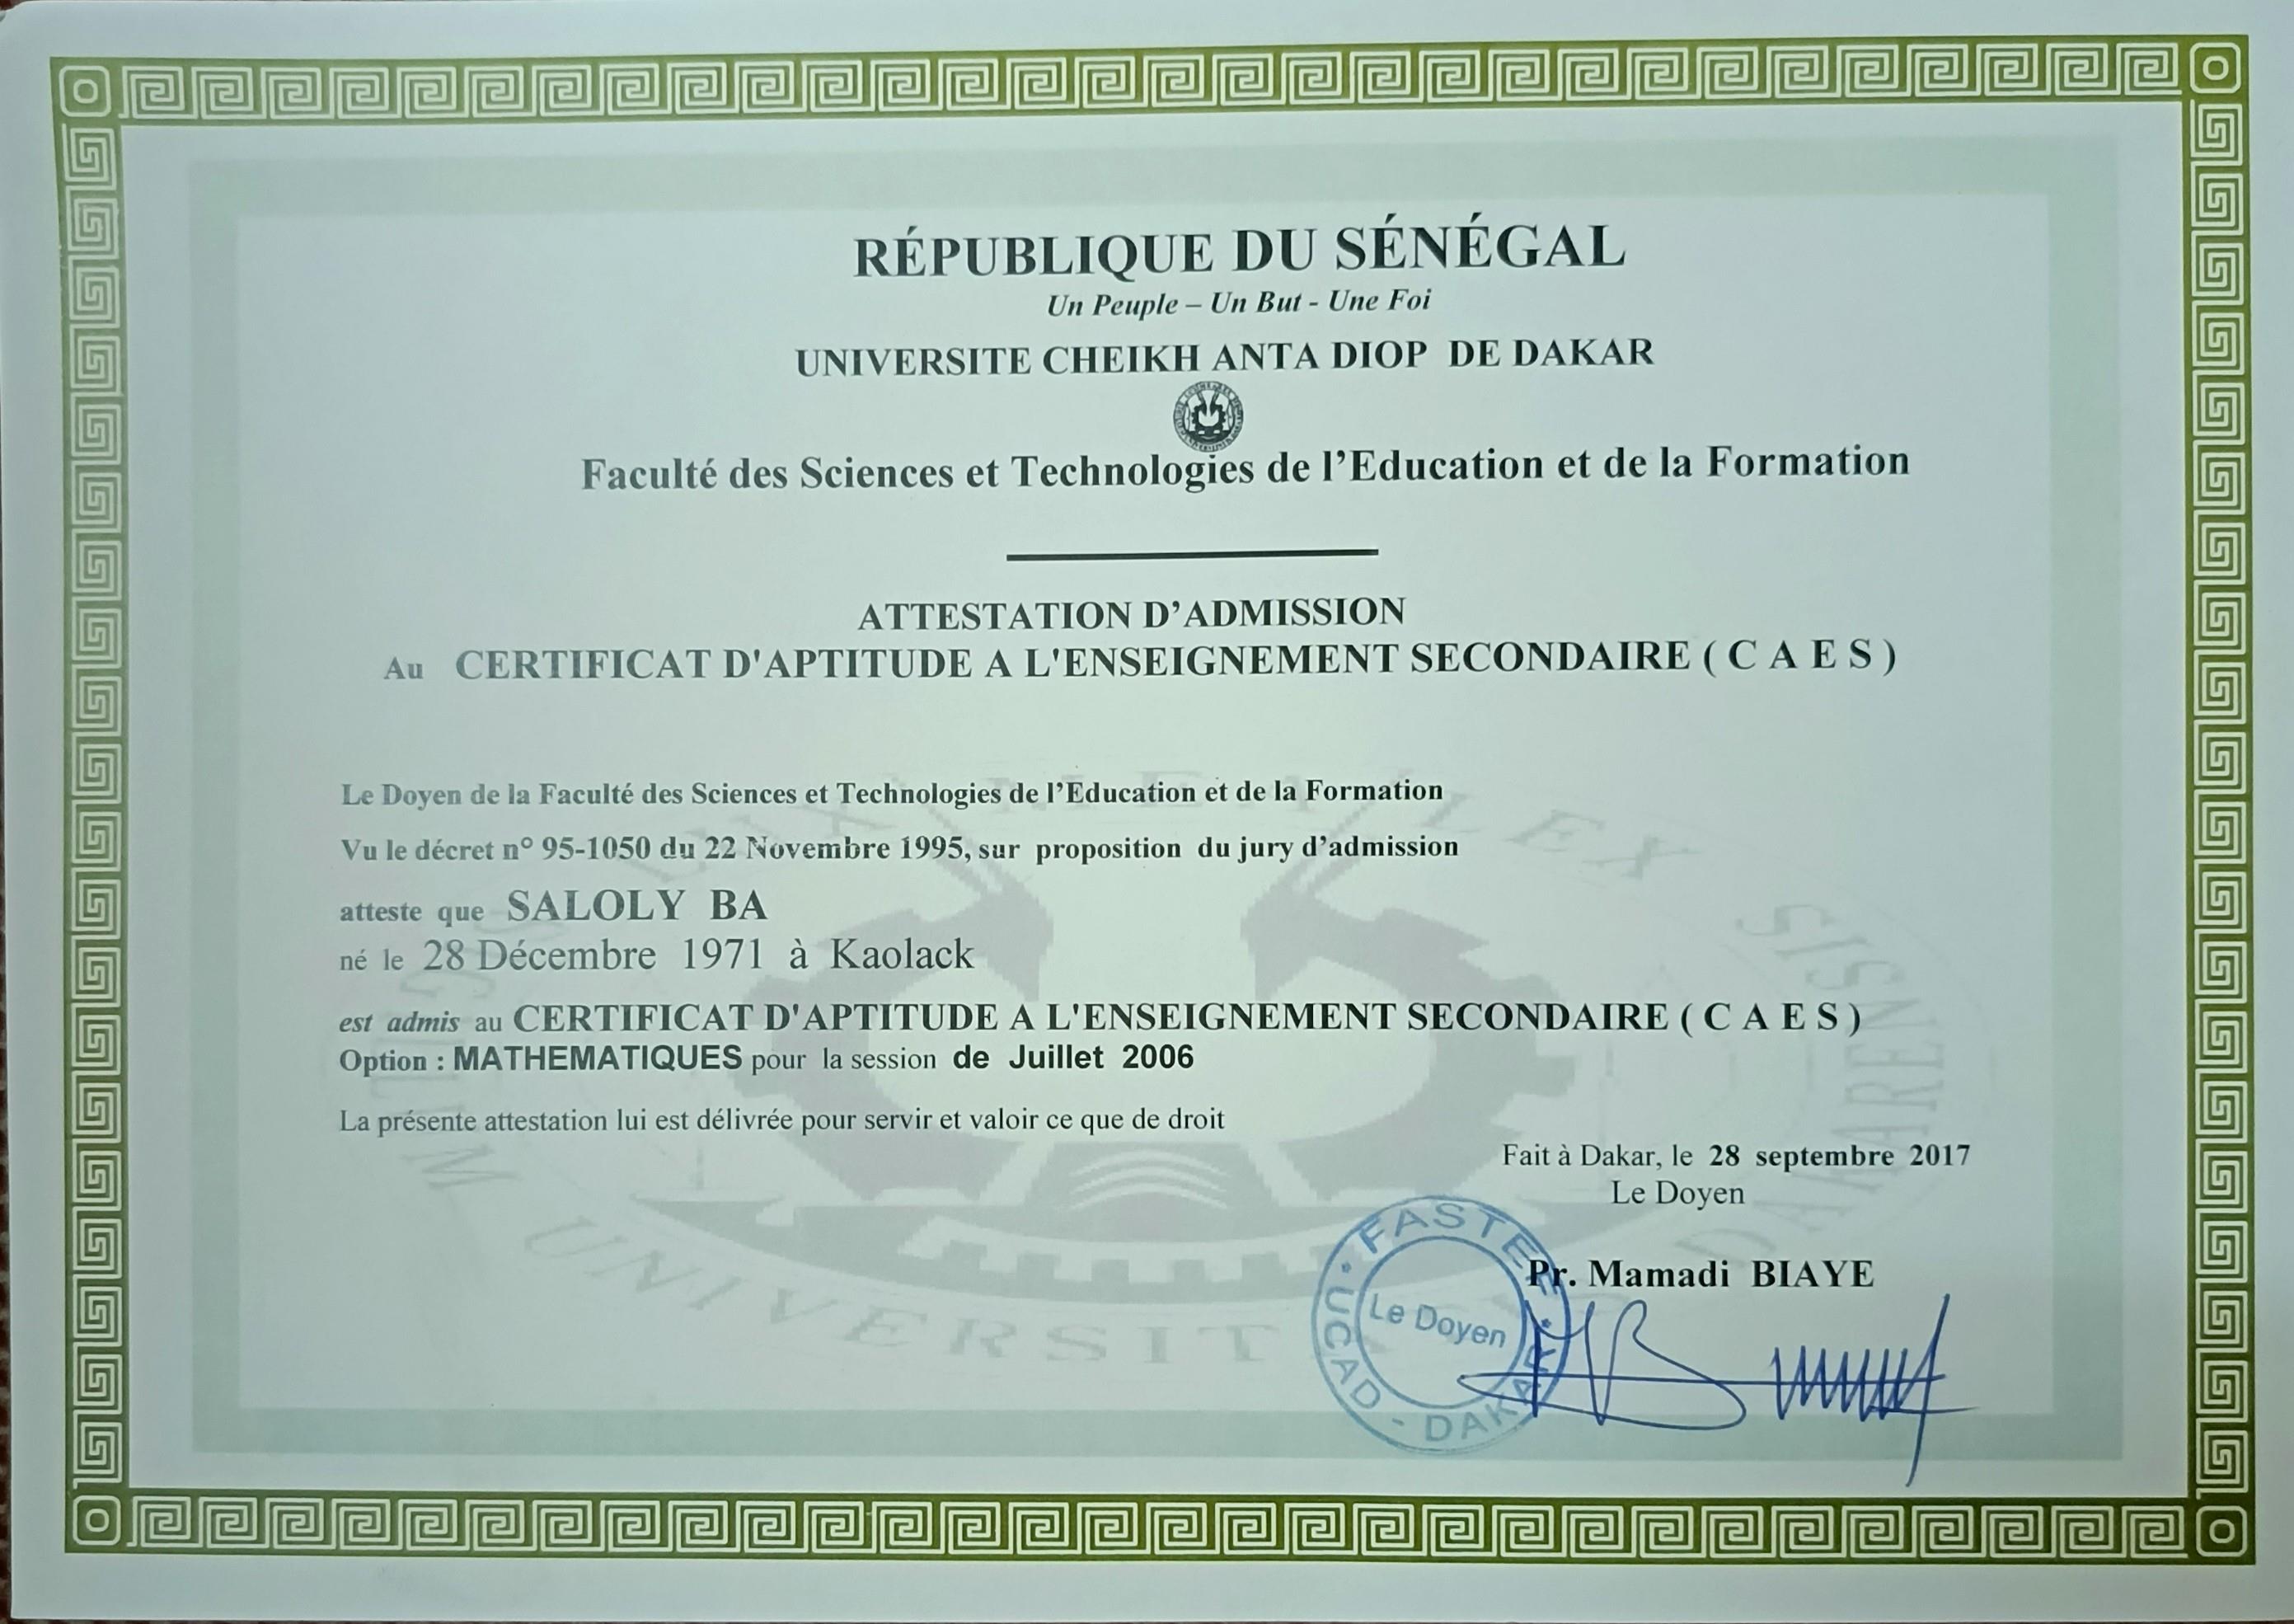 RÉPUBLIQUE DU SÉNÉGAL
Un Peuple – Un But - Une Foi
UNIVERSITE CHEIKH ANTA DIOP DE DAKAR
Faculté des Sciences et Technologies de l’Education et de la Formation
ATTESTATION D’ADMISSION
Au CERTIFICAT D'APTITUDE A L'ENSEIGNEMENT SECONDAIRE ( C A E S )
Le Doyen de la Faculté des Sciences et Technologies de l’Education et de la Formation
Vu le décret n° 95-1050 du 22 Novembre 1995, sur proposition du jury d’admission
atteste que SALOLY BA
né le 28 Décembre 1971 à Kaolack
est admis au CERTIFICAT D'APTITUDE A L'ENSEIGNEMENT SECONDAIRE ( C A E S )
Option : MATHEMATIQUES pour la session de Juillet 2006
La présente attestation lui est délivrée pour servir et valoir ce que de droit
Fait à Dakar, le 28 septembre 2017
Le Doyen
Pr. Mamadi BIAYE
FASTEF
Le Doyen
UCAD - DAKAR
LUX MEA LEX
UNIVERSIT
DAKARENSIS